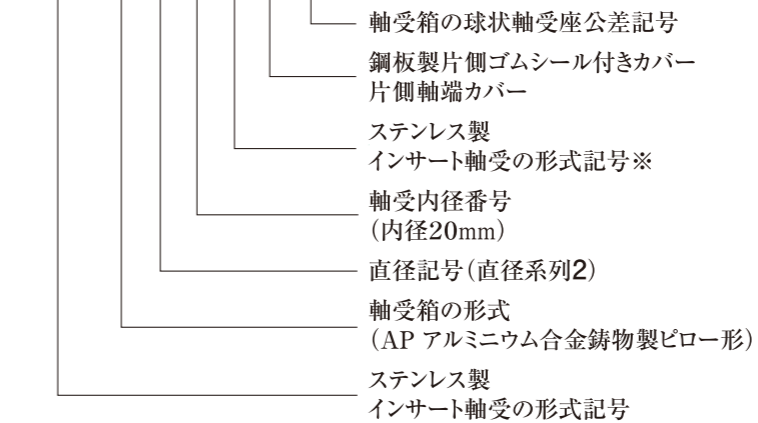 軸受箱の球状軸受座公差記号
鋼板製片側ゴムシール付きカバー
片側軸端カバー
ステンレス製
インサート軸受の形式記号※
軸受内径番号
(内径20mm)
直径記号(直径系列2)
軸受箱の形式
(AP アルミニウム合金鋳物製ピロー形)
ステンレス製
インサート軸受の形式記号